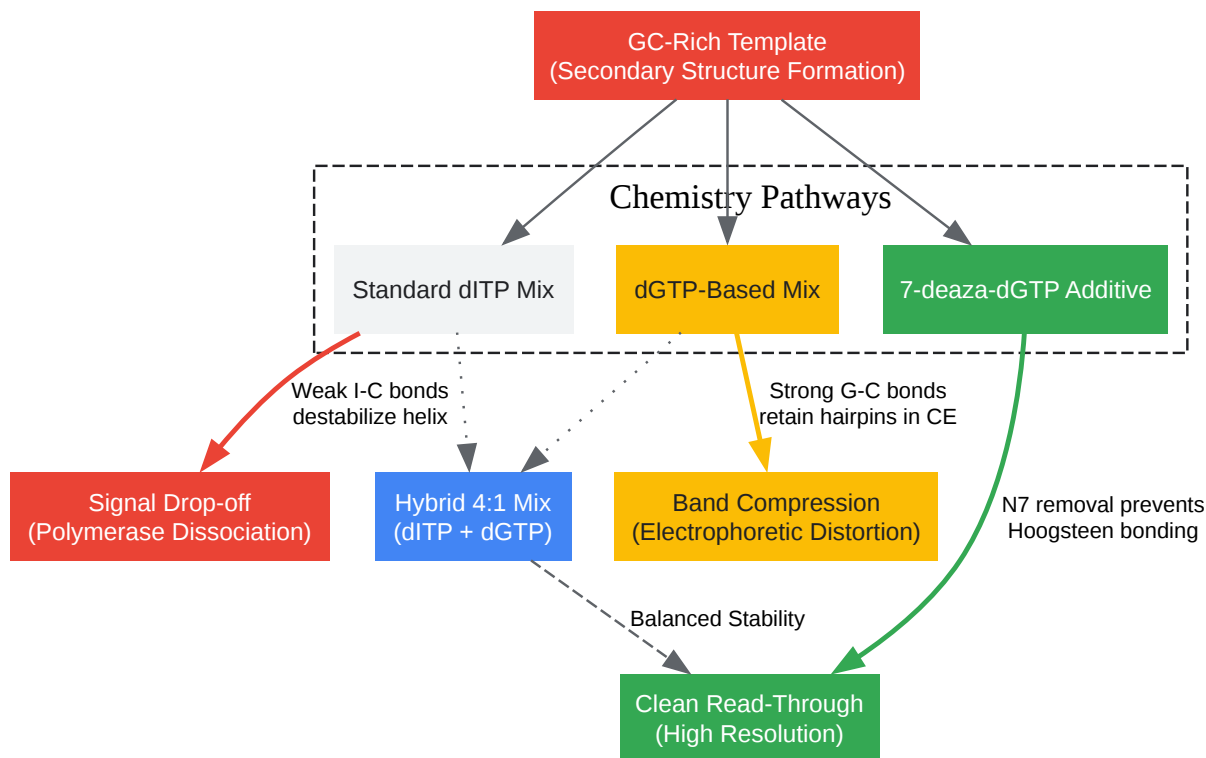 GC-Rich Template
(Secondary Structure Formation)
Chemistry Pathways
Standard dITP Mix
dGTP-Based Mix
7-deaza-dGTP Additive
Weak I-C bonds
destabilize helix
Strong G-C bonds
retain hairpins in CE
Signal Drop-off
(Polymerase Dissociation)
Hybrid 4:1 Mix
(dITP + dGTP)
Band Compression
(Electrophoretic Distortion)
N7 removal prevents
Hoogsteen bonding
Balanced Stability
Clean Read-Through
(High Resolution)